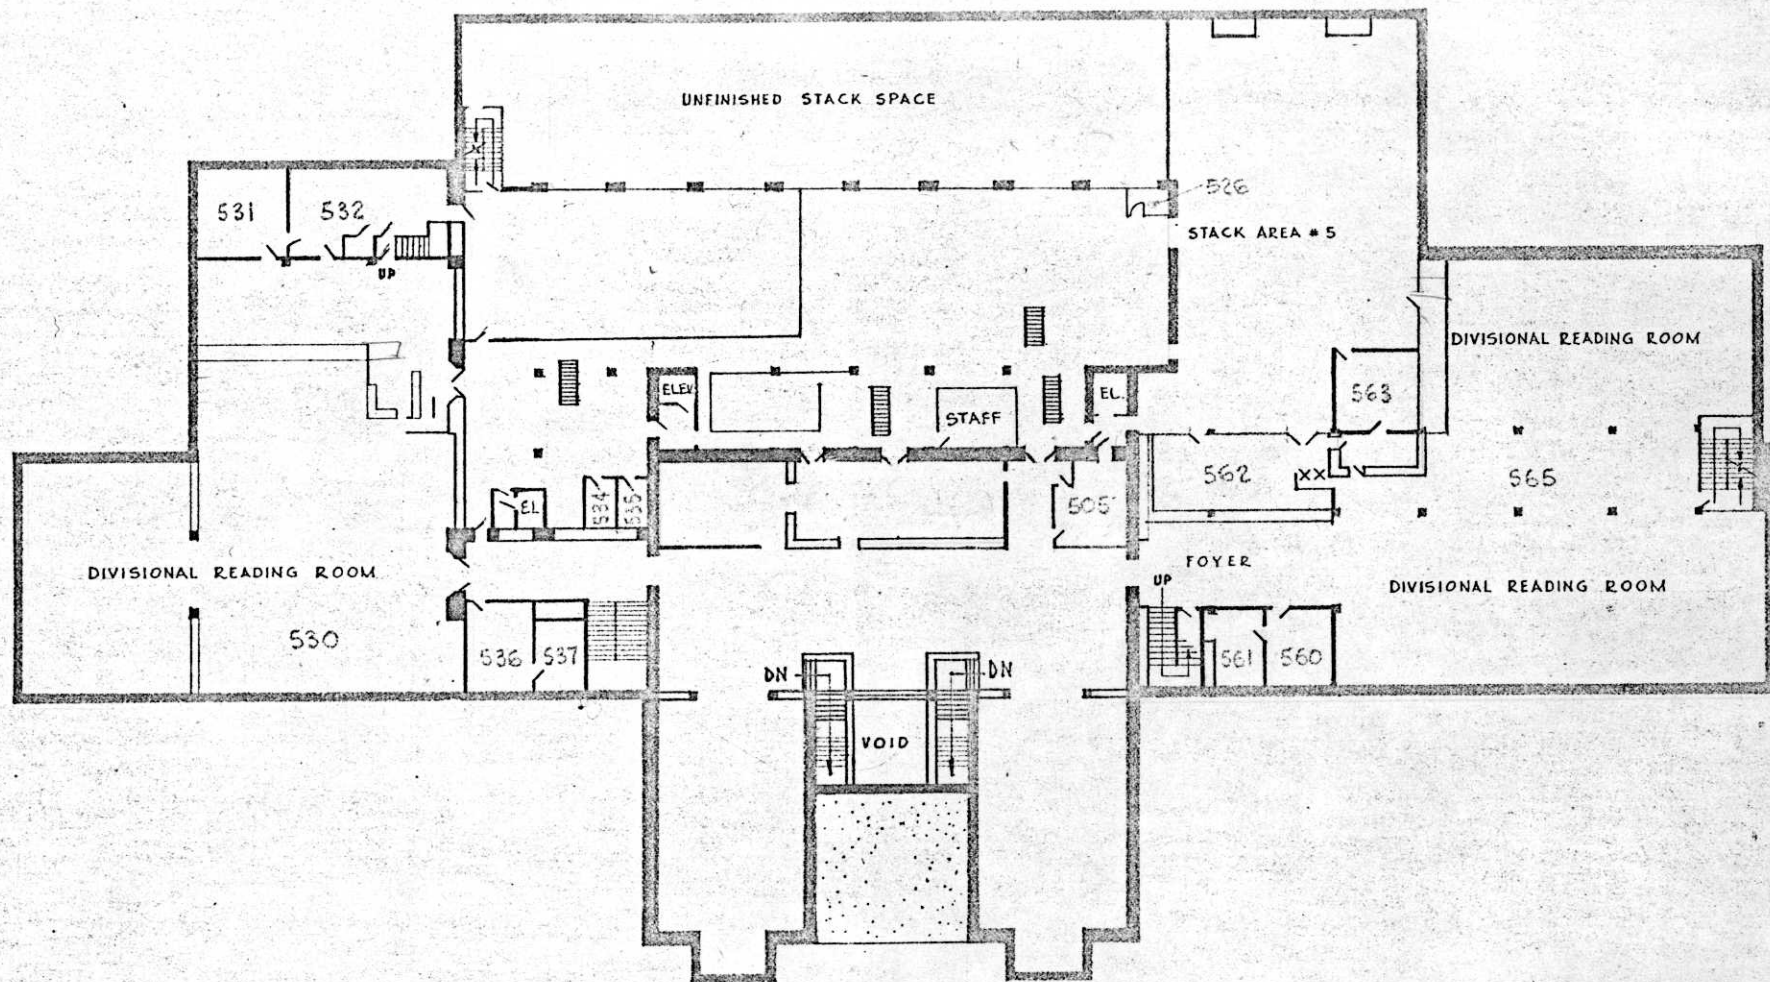 UNFINISHED STACK SPACE
X
526
531
532
STACK AREA #5
UP
DIVISIONAL READING ROOM
563
ELEV
EL.
STAFF
562
XX
565
X
534
535
EL
505
FOYER
UP
DIVISIONAL READING ROOM
DIVISIONAL READING ROOM
530
536
537
561
560
DN
DN
VOID